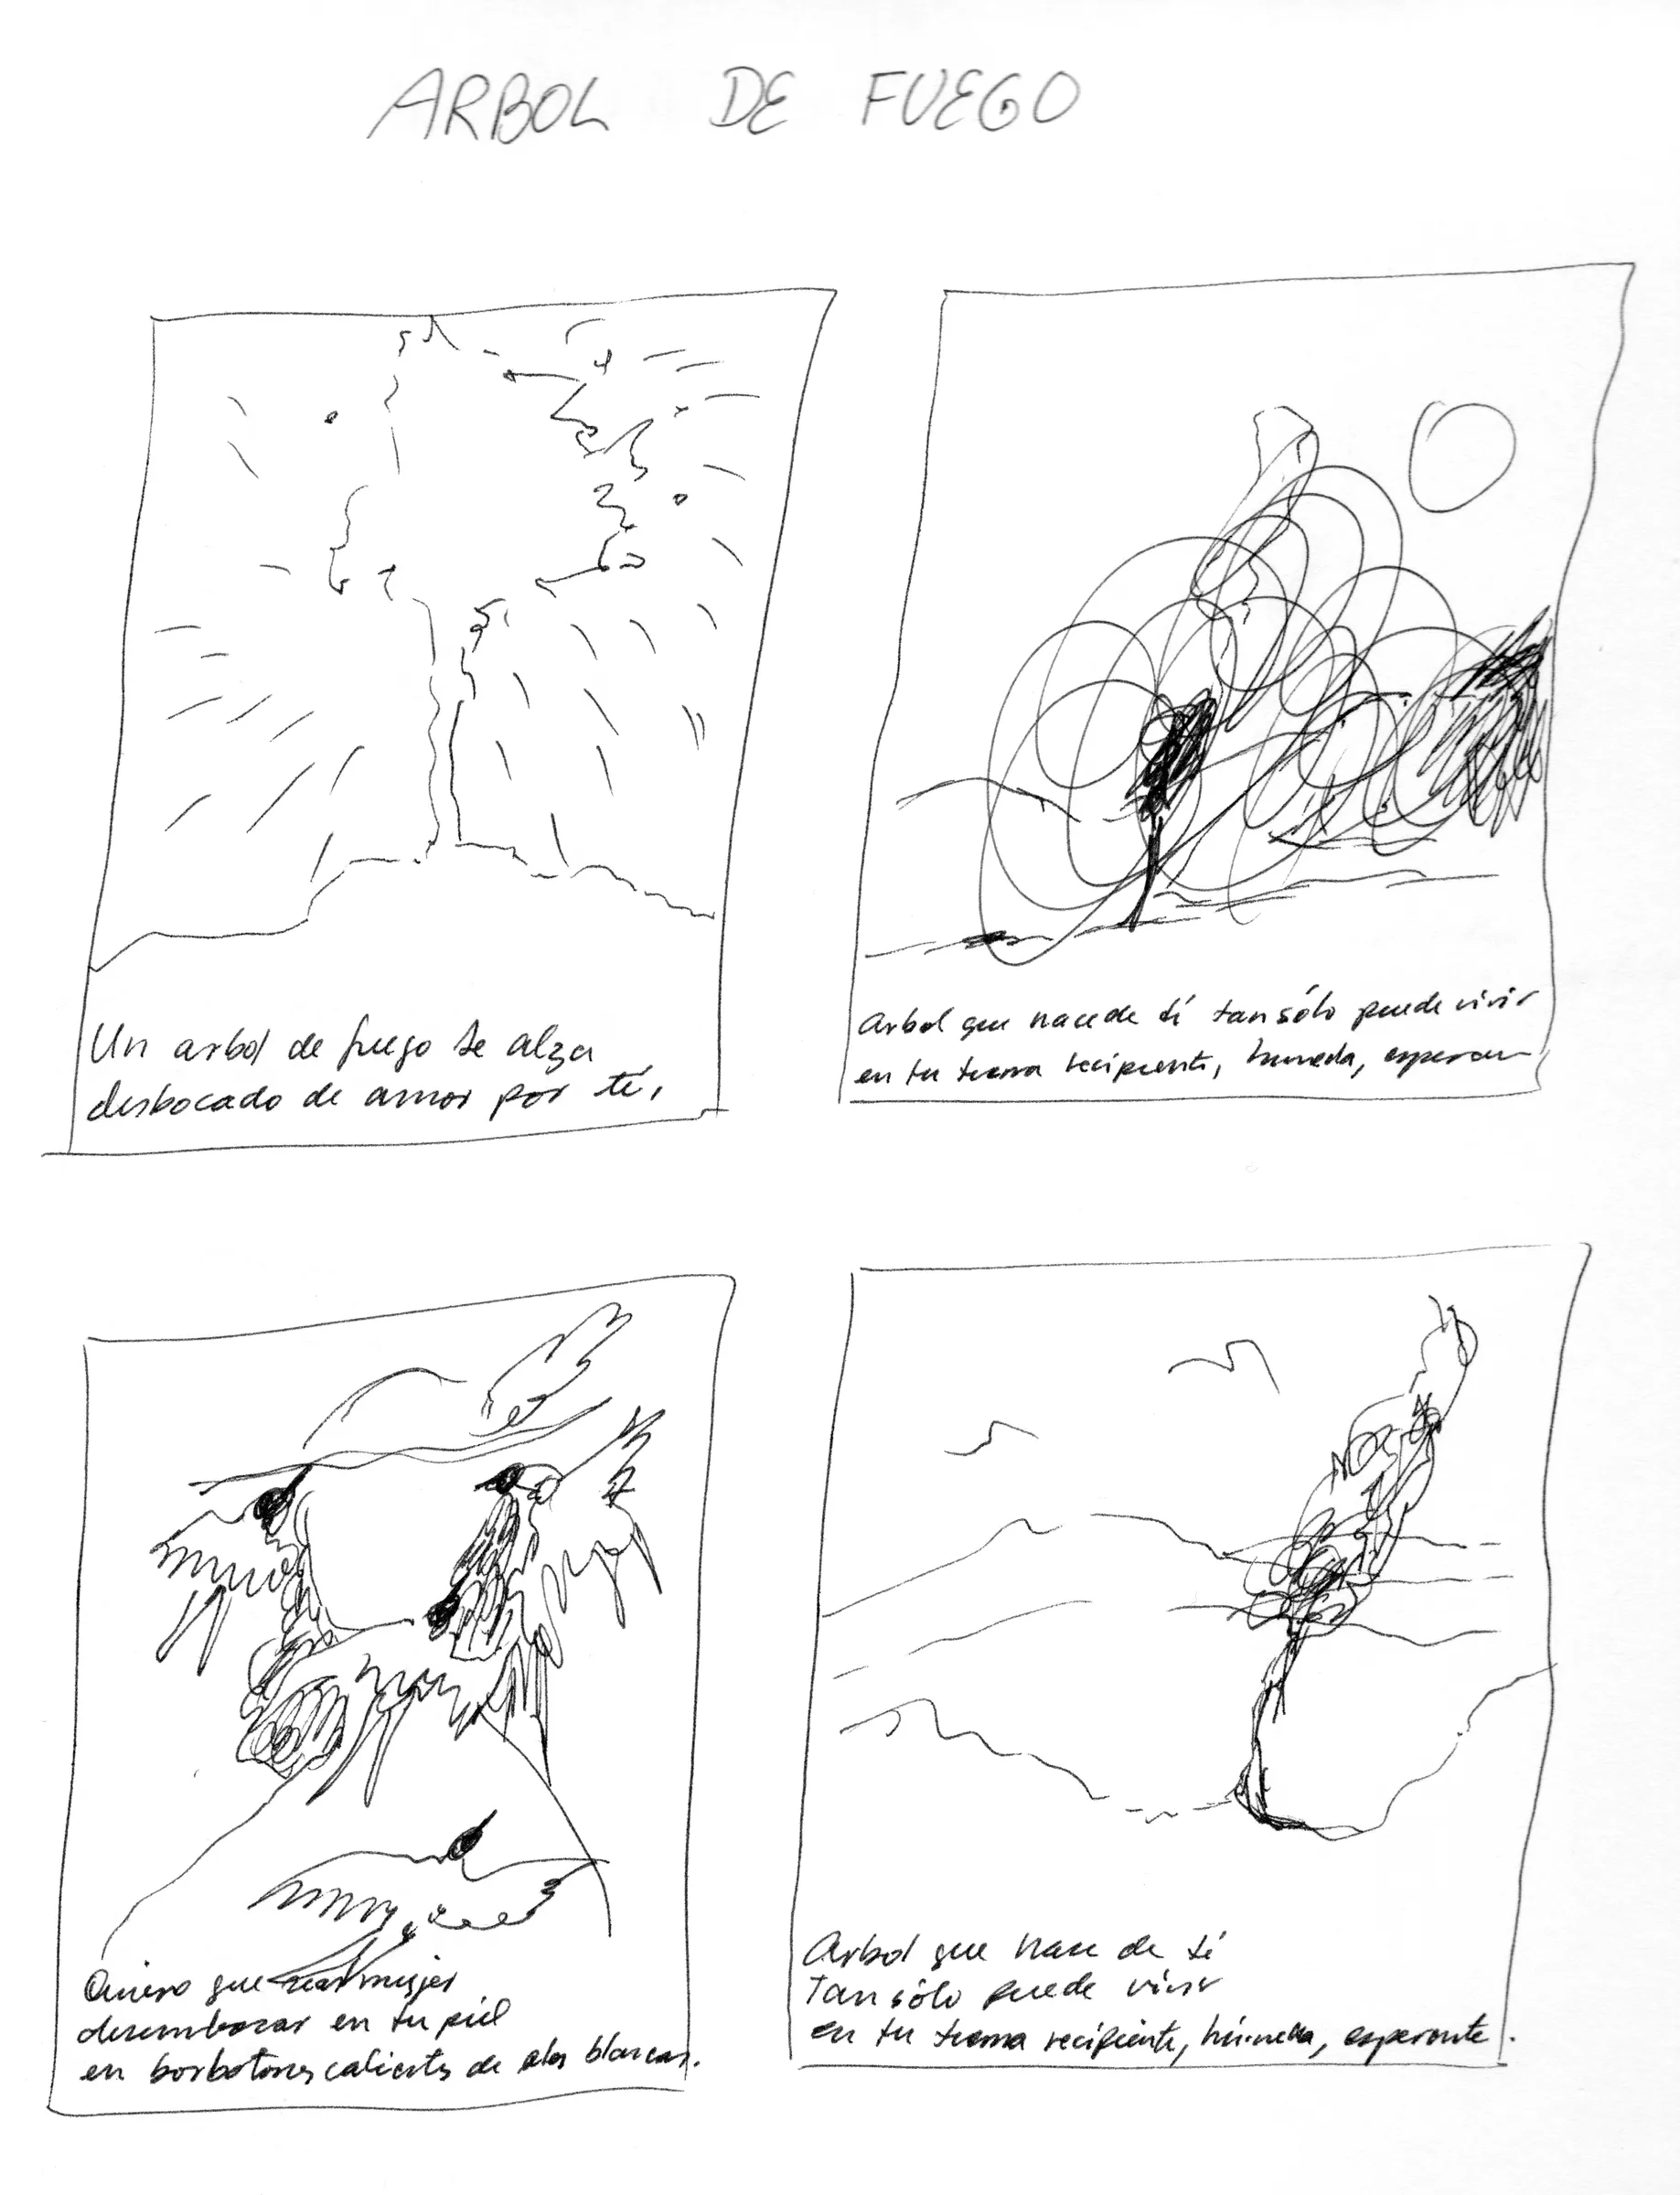 ARBOL DE FUEGO
Un arbol de fuego se alza
desbocado de amor por tí,
Arbol que nace de tí tan sólo puede vivir
en tu tierra recipiente, húmeda,
Quiero que mujer
desembocar en tu piel
en borbotones calientes de alas blancas.
Arbol que nace de tí
Tan sólo puede vivir
en tu tierra recipiente, húmeda, esperante.